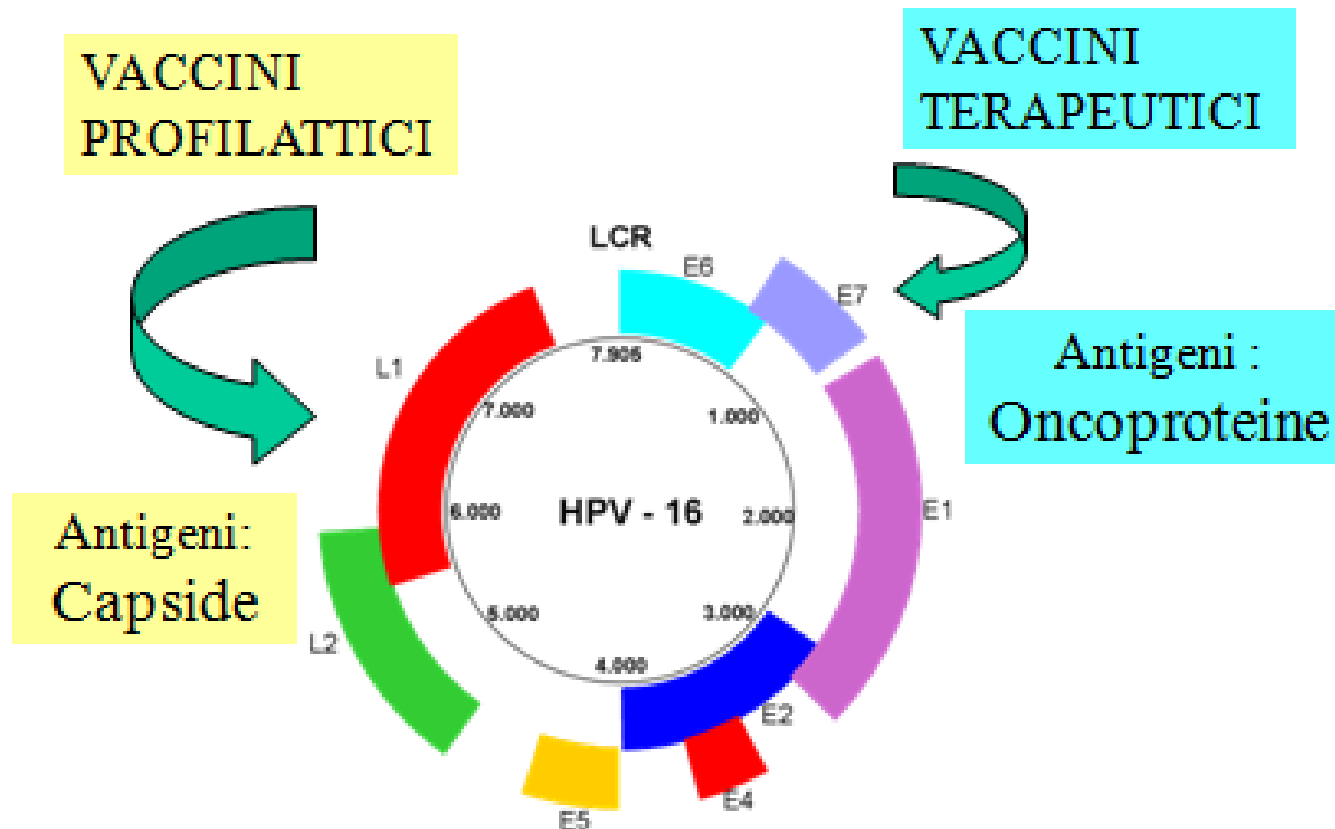 VACCINI
PROFILATTICI
VACCINI
TERAPEUTICI
LCR
E6
E7
L1
7.906
7.000
1.000
Antigeni :
Oncoproteine
6.000
HPV - 16
2.000
E1
Antigeni:
Capside
5.000
3.000
L2
4.000
E2
E4
E5